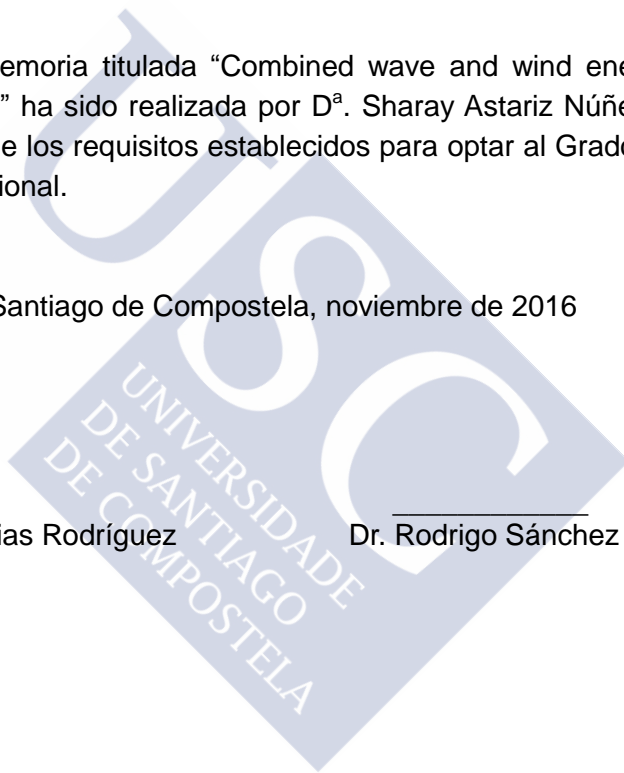 emoria titulada “Combined wave and wind ene
” ha sido realizada por Dª. Sharay Astariz Núñe
e los requisitos establecidos para optar al Grado
ional.
Santiago de Compostela, noviembre de 2016
ias Rodríguez Dr. Rodrigo Sánchez
USC
UNIVERSIDADE
DE SANTIAGO
DE COMPOSTELA